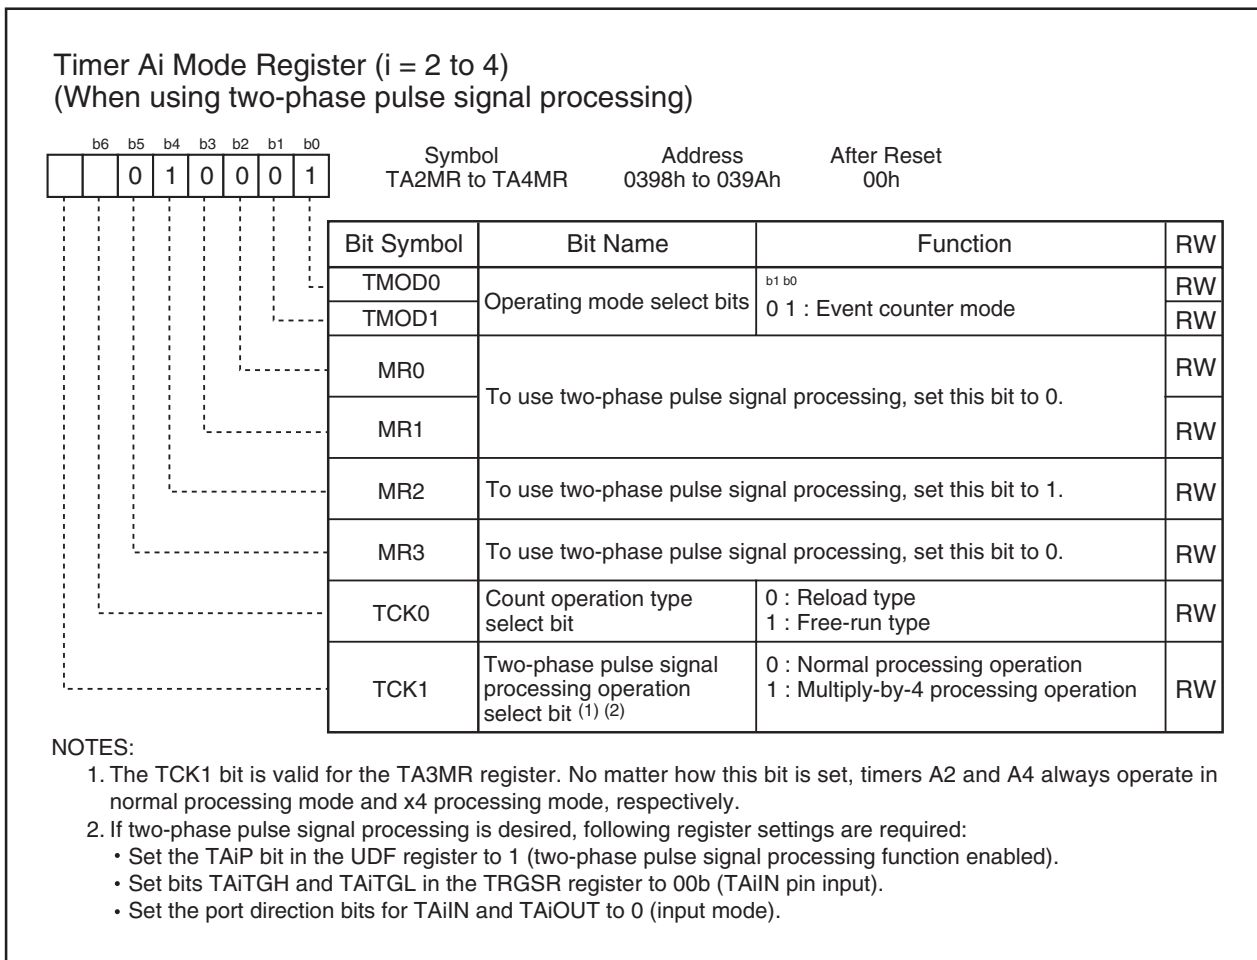 Timer Ai Mode Register (i = 2 to 4)
(When using two-phase pulse signal processing)
b6 b5 b4 b3 b2 b1 b0
0 1 0 0 0 1
Symbol Address After Reset
TA2MR to TA4MR 0398h to 039Ah 00h
Bit Symbol Bit Name Function RW
TMOD0 Operating mode select bits b1 b0 RW
TMOD1 0 1 : Event counter mode RW
MR0 To use two-phase pulse signal processing, set this bit to 0. RW
MR1 RW
MR2 To use two-phase pulse signal processing, set this bit to 1. RW
MR3 To use two-phase pulse signal processing, set this bit to 0. RW
TCK0 Count operation type 0 : Reload type RW
select bit 1 : Free-run type
Two-phase pulse signal 0 : Normal processing operation
TCK1 processing operation 1 : Multiply-by-4 processing operation RW
select bit (1) (2)
NOTES:
1. The TCK1 bit is valid for the TA3MR register. No matter how this bit is set, timers A2 and A4 always operate in
normal processing mode and x4 processing mode, respectively.
2. If two-phase pulse signal processing is desired, following register settings are required:
• Set the TAiP bit in the UDF register to 1 (two-phase pulse signal processing function enabled).
• Set bits TAiTGH and TAiTGL in the TRGSR register to 00b (TAiIN pin input).
• Set the port direction bits for TAiIN and TAiOUT to 0 (input mode).